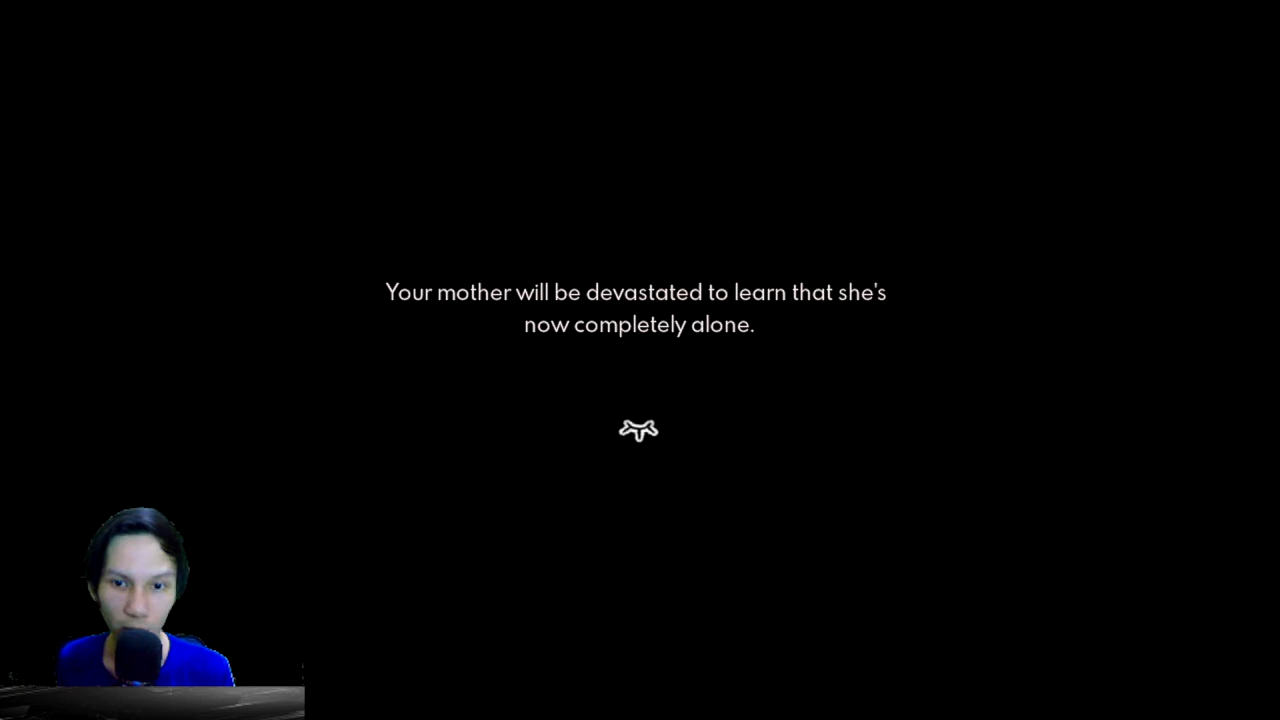 Your mother will be devastated to learn that she's
now completely alone.